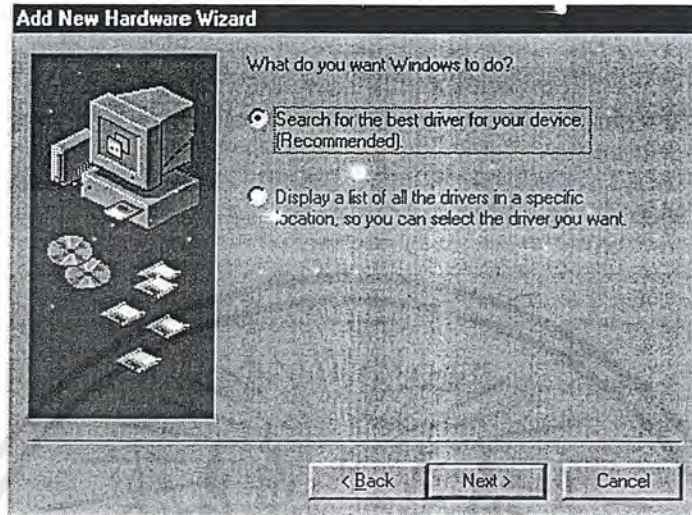 Add New Hardware Wizard
What do you want Windows to do?
Search for the best driver for your device.
(Recommended).
Display a list of all the drivers in a specific
location, so you can select the driver you want.
< Back
Next >
Cancel